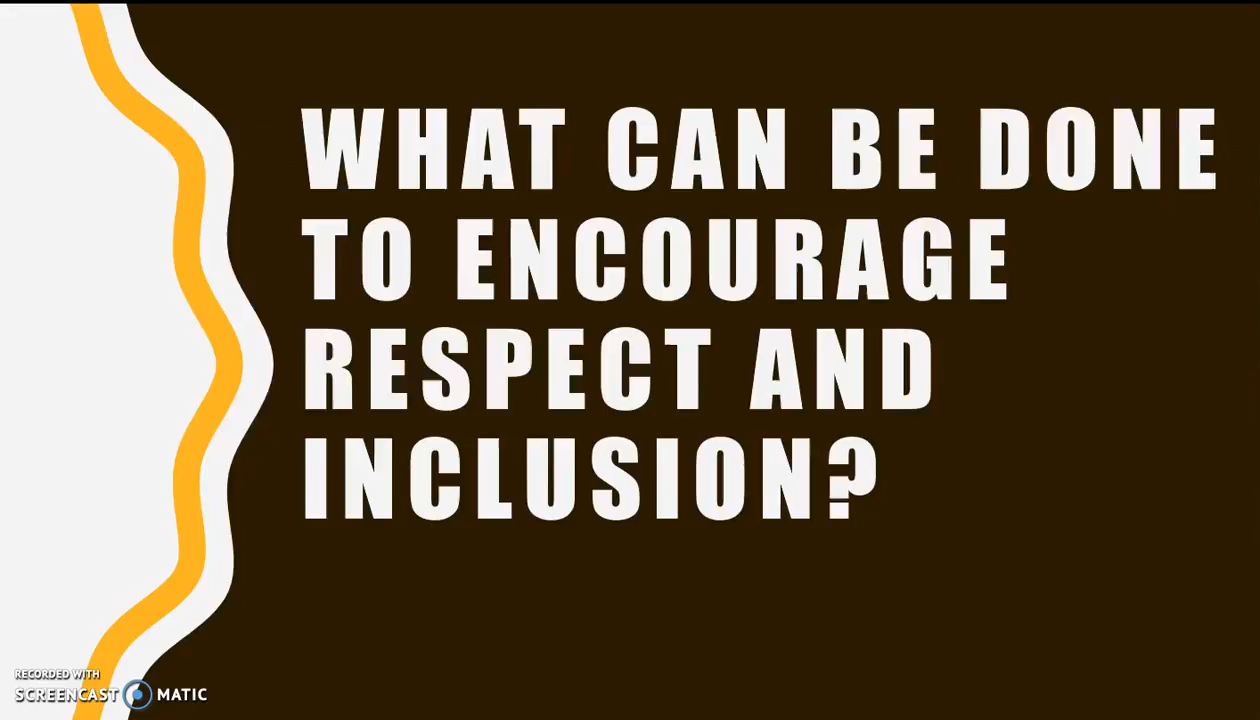 WHAT CAN BE DONE
TO ENCOURAGE
RESPECT AND
INCLUSION?
RECORDED WITH
SCREENCAST MATIC